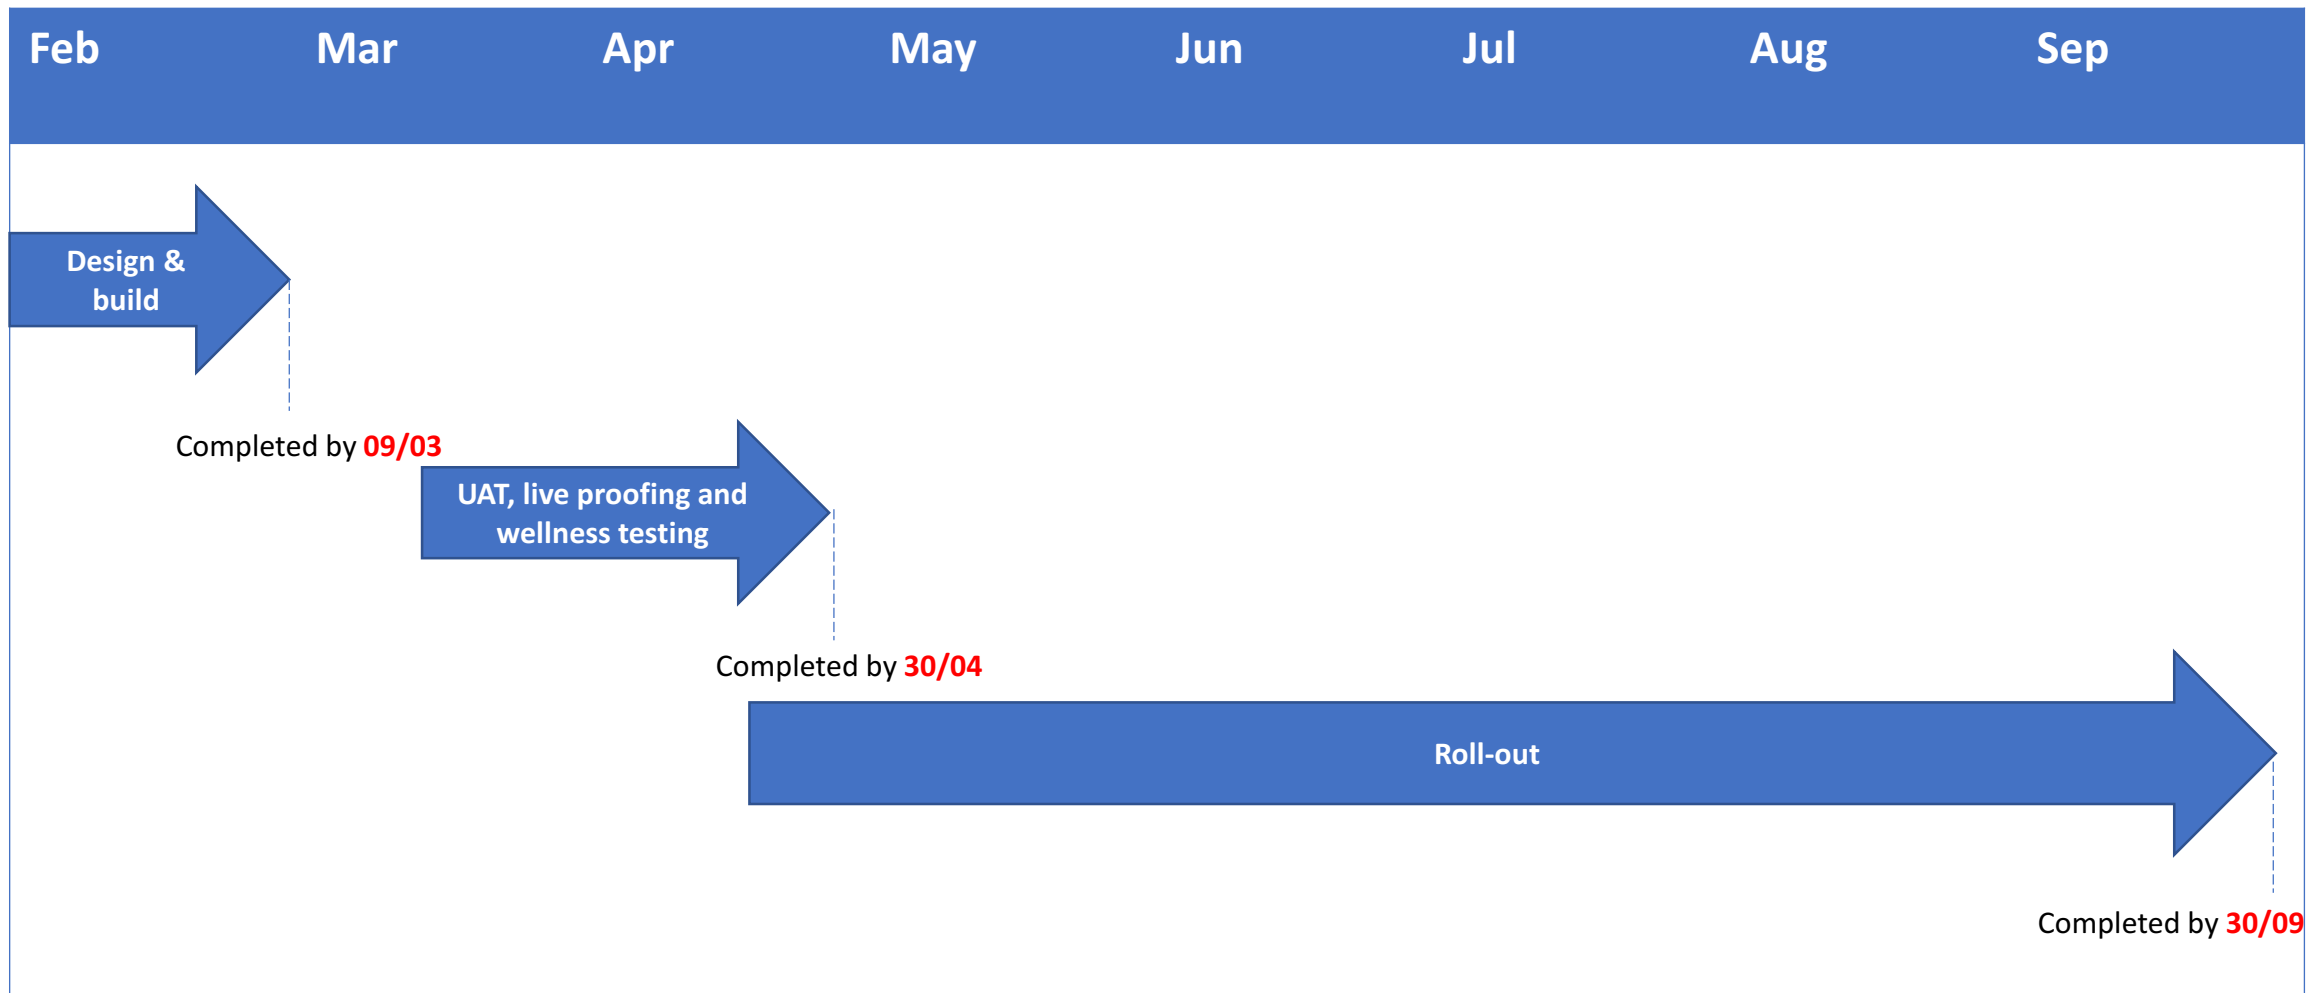 Feb Mar Apr May Jun Jul Aug Sep
Design &
build
Completed by 09/03
UAT, live proofing and
wellness testing
Completed by 30/04
Roll-out
Completed by 30/09